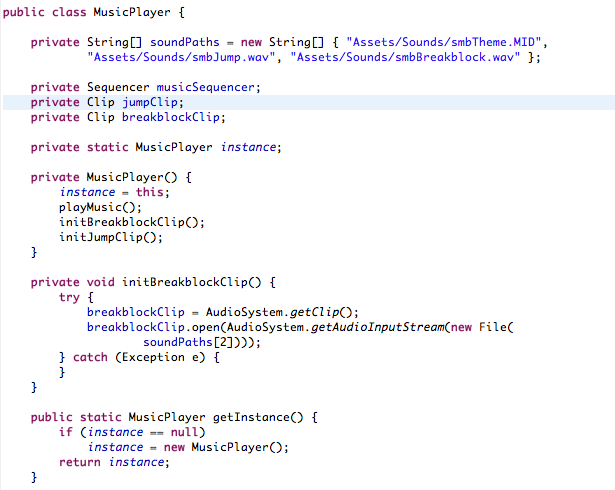 public class MusicPlayer {
private String[] soundPaths = new String[] { "Assets/Sounds/smbTheme.MID",
"Assets/Sounds/smbJump.wav", "Assets/Sounds/smbBreakblock.wav" };
private Sequencer musicSequencer;
private Clip jumpClip;
private Clip breakblockClip;
private static MusicPlayer instance;
private MusicPlayer() {
instance = this;
playMusic();
initBreakblockClip();
initJumpClip();
}
private void initBreakblockClip() {
try {
breakblockClip = AudioSystem.getClip();
breakblockClip.open(AudioSystem.getAudioInputStream(new File(
soundPaths[2])));
} catch (Exception e) {
}
}
public static MusicPlayer getInstance() {
if (instance == null)
instance = new MusicPlayer();
return instance;
}